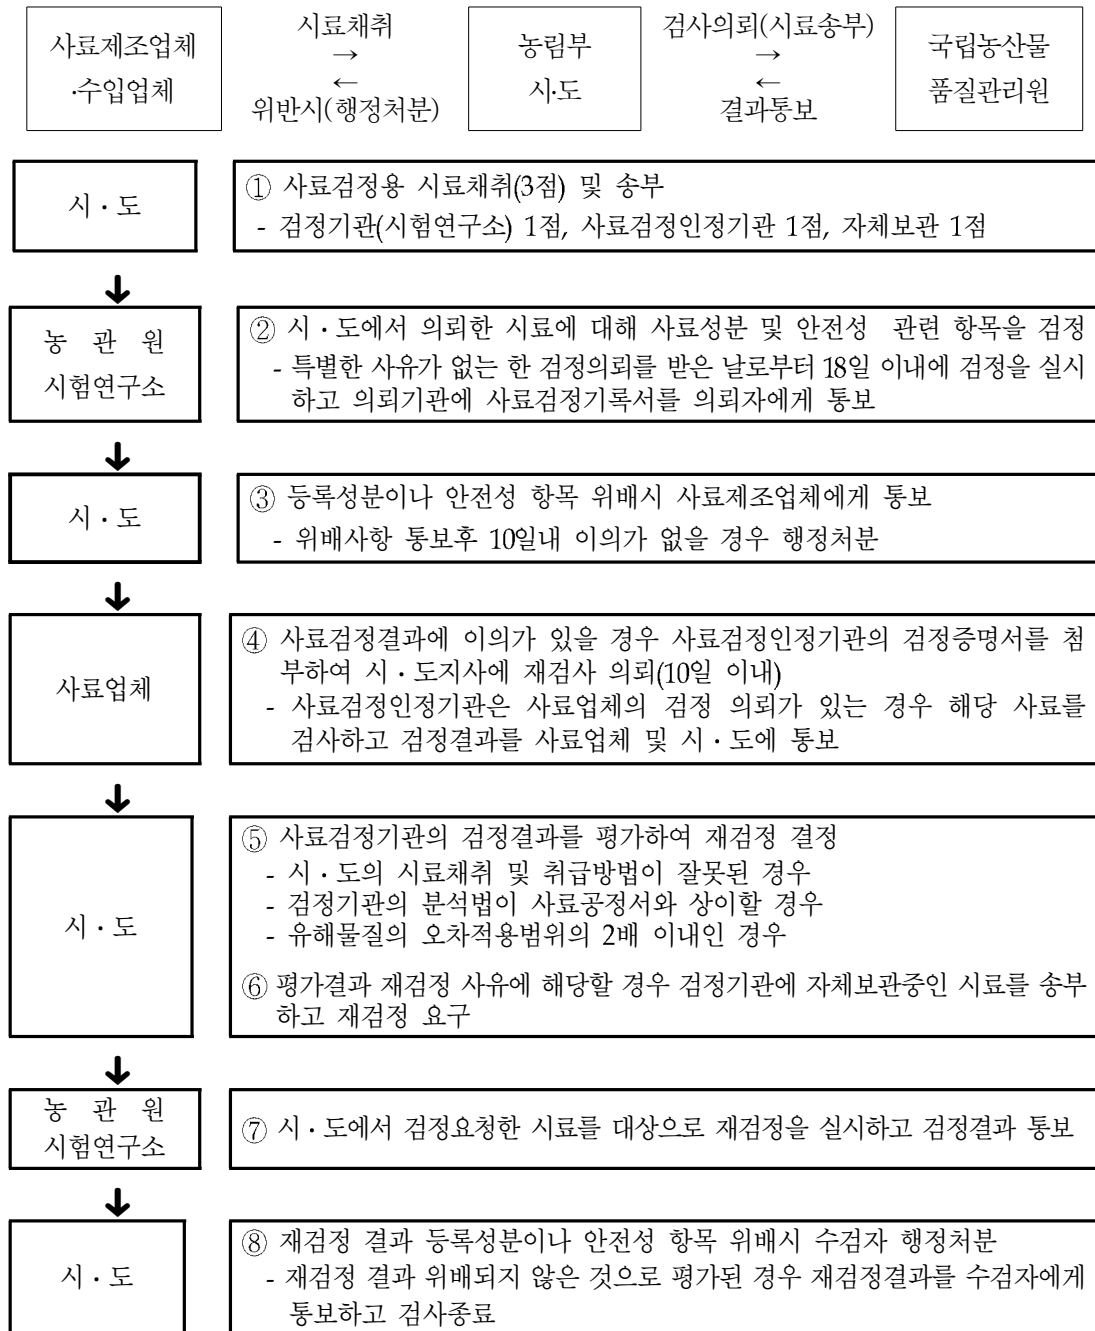 사료제조업체
·수입업체
시료채취
→
←
위반시(행정처분)
농림부
시·도
검사의뢰(시료송부)
→
←
결과통보
국립농산물
품질관리원
시·도
① 사료검정용 시료채취(3점) 및 송부
- 검정기관(시험연구소) 1점, 사료검정인정기관 1점, 자체보관 1점
농 관 원
시험연구소
② 시·도에서 의뢰한 시료에 대해 사료성분 및 안전성 관련 항목을 검정
- 특별한 사유가 없는 한 검정의뢰를 받은 날로부터 18일 이내에 검정을 실시
하고 의뢰기관에 사료검정기록서를 의뢰자에게 통보
시·도
③ 등록성분이나 안전성 항목 위배시 사료제조업체에게 통보
- 위배사항 통보후 10일내 이의가 없을 경우 행정처분
사료업체
④ 사료검정결과에 이의가 있을 경우 사료검정인정기관의 검정증명서를 첨
부하여 시·도지사에 재검사 의뢰(10일 이내)
- 사료검정인정기관은 사료업체의 검정 의뢰가 있는 경우 해당 사료를
검사하고 검정결과를 사료업체 및 시·도에 통보
시·도
⑤ 사료검정기관의 검정결과를 평가하여 재검정 결정
- 시·도의 시료채취 및 취급방법이 잘못된 경우
- 검정기관의 분석법이 사료공정서와 상이할 경우
- 유해물질의 오차적용범위의 2배 이내인 경우
⑥ 평가결과 재검정 사유에 해당할 경우 검정기관에 자체보관중인 시료를 송부
하고 재검정 요구
농 관 원
시험연구소
⑦ 시·도에서 검정요청한 시료를 대상으로 재검정을 실시하고 검정결과 통보
시·도
⑧ 재검정 결과 등록성분이나 안전성 항목 위배시 수검자 행정처분
- 재검정 결과 위배되지 않은 것으로 평가된 경우 재검정결과를 수검자에게
통보하고 검사종료